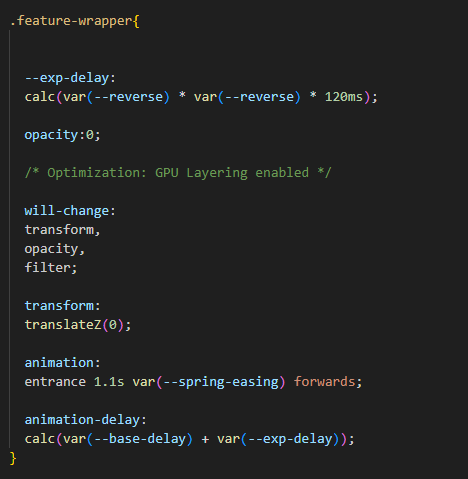 .feature-wrapper{
--exp-delay:
calc(var(--reverse) * var(--reverse) * 120ms);
opacity:0;
/* Optimization: GPU Layering enabled */
will-change:
transform,
opacity,
filter;
transform:
translateZ(0);
animation:
entrance 1.1s var(--spring-easing) forwards;
animation-delay:
calc(var(--base-delay) + var(--exp-delay));
}